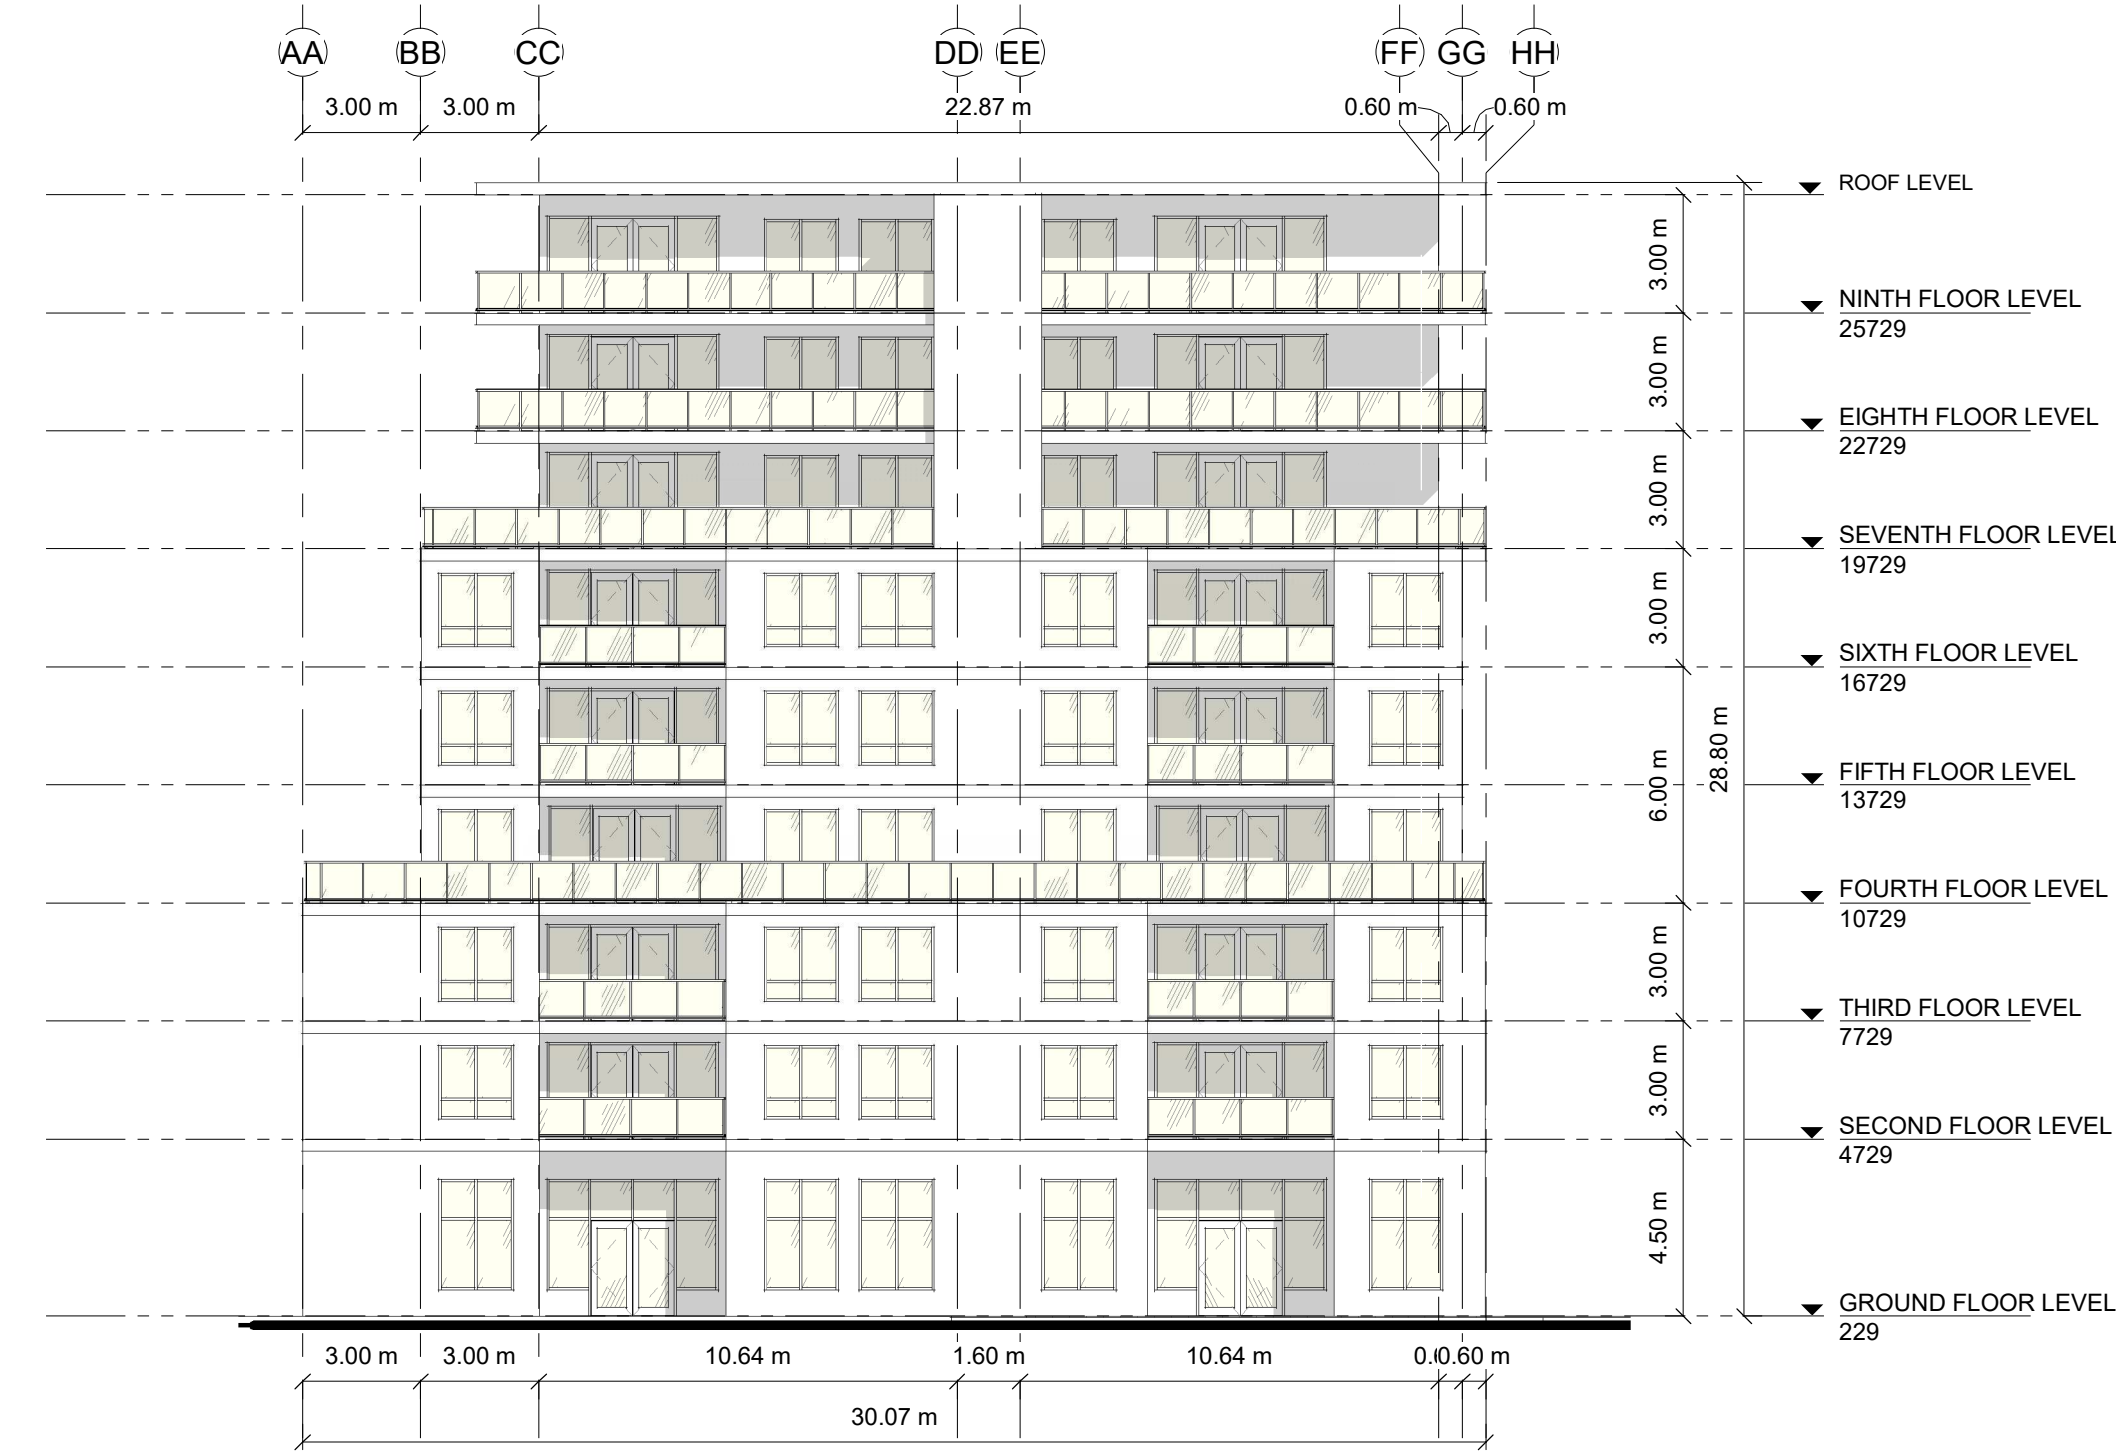 AA BB CC DD EE FF GG HH
3.00 m 3.00 m 22.87 m 0.60 m 0.60 m
ROOF LEVEL
3.00 m
NINTH FLOOR LEVEL
25729
3.00 m
EIGHTH FLOOR LEVEL
22729
3.00 m
SEVENTH FLOOR LEVEL
19729
3.00 m
SIXTH FLOOR LEVEL
16729
6.00 m
28.80 m
FIFTH FLOOR LEVEL
13729
FOURTH FLOOR LEVEL
10729
3.00 m
THIRD FLOOR LEVEL
7729
3.00 m
SECOND FLOOR LEVEL
4729
4.50 m
GROUND FLOOR LEVEL
229
3.00 m 3.00 m 10.64 m 1.60 m 10.64 m 0.60 m
30.07 m